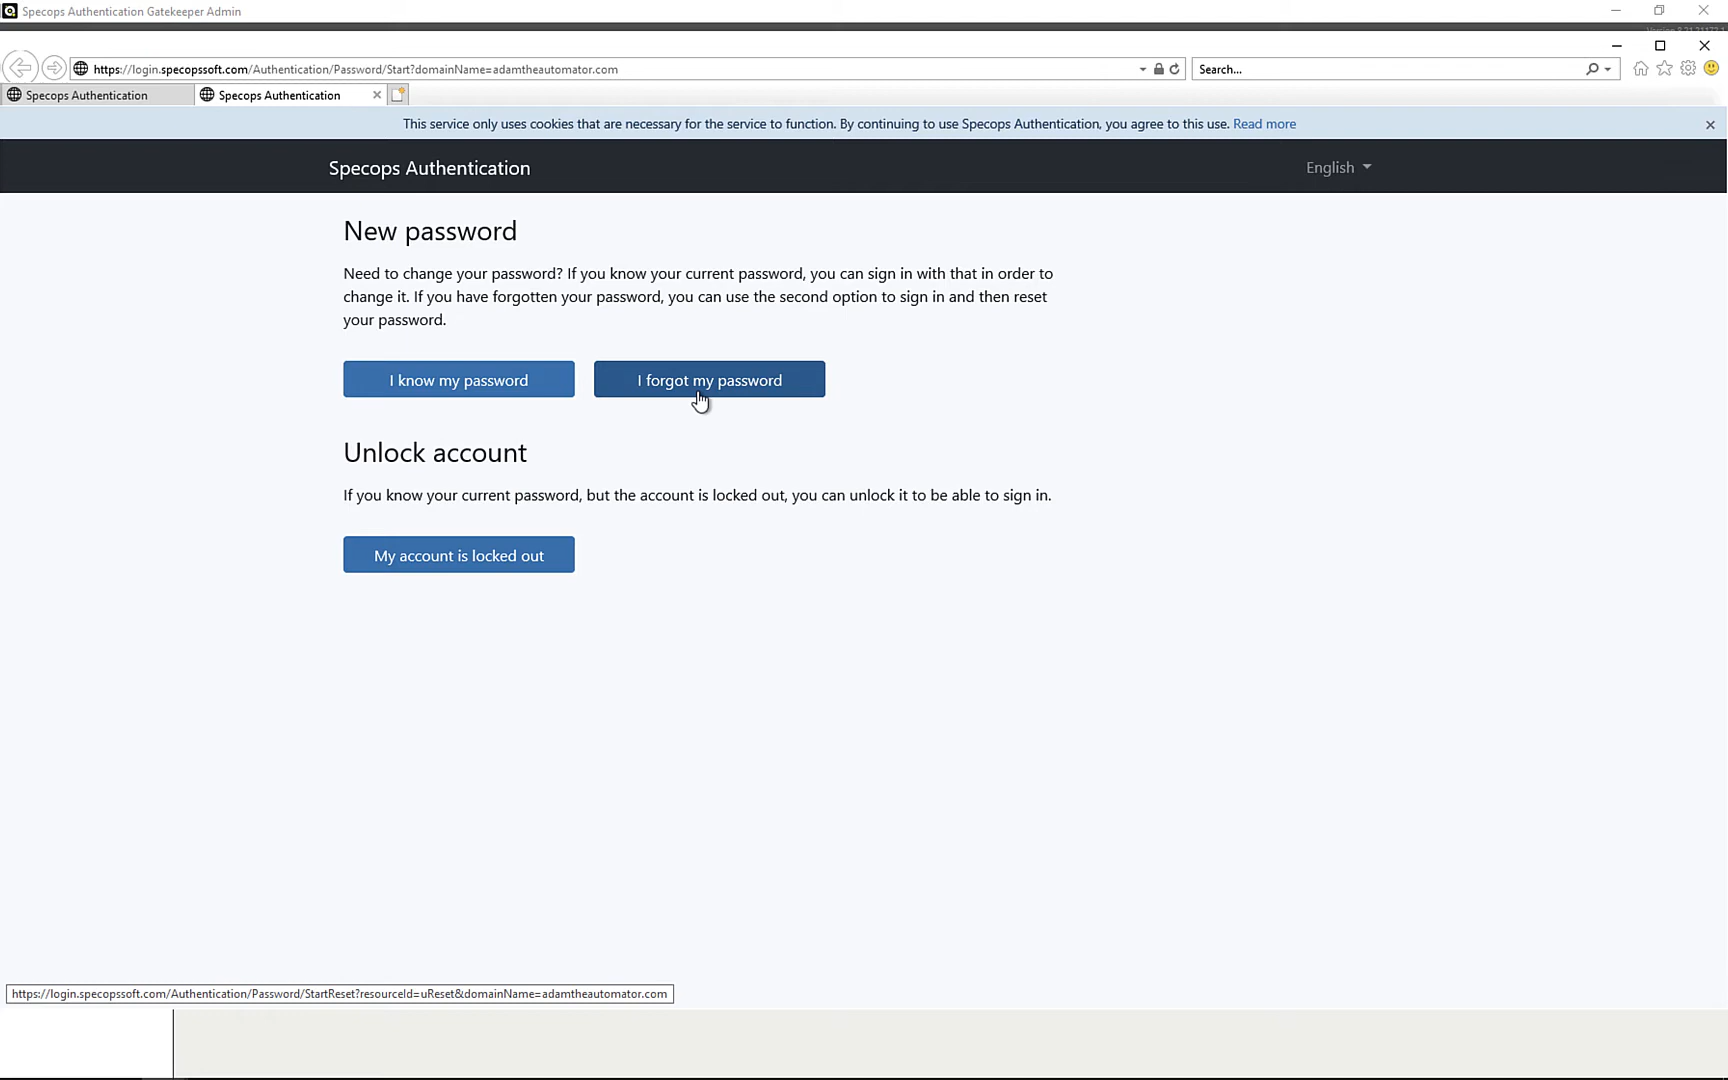 Specops Authentication Gatekeeper Admin
https://login.specopssoft.com/Authentication/Password/Start?domainName=adamtheautomator.com
Search...
Specops Authentication
Specops Authentication
This service only uses cookies that are necessary for the service to function. By continuing to use Specops Authentication, you agree to this use. Read more
Specops Authentication
English
New password
Need to change your password? If you know your current password, you can sign in with that in order to
change it. If you have forgotten your password, you can use the second option to sign in and then reset
your password.
I know my password
I forgot my password
Unlock account
If you know your current password, but the account is locked out, you can unlock it to be able to sign in.
My account is locked out
https://login.specopssoft.com/Authentication/Password/StartReset?resourceId=uReset&domainName=adamtheautomator.com